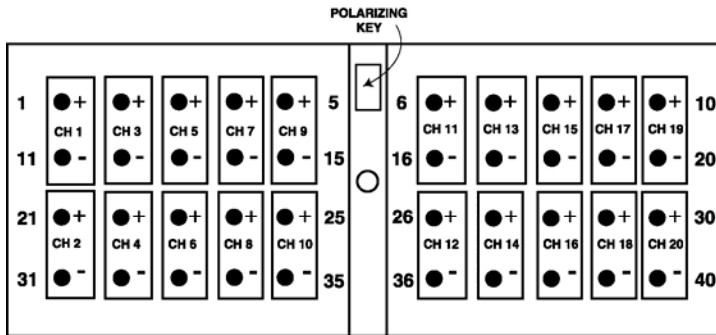 POLARIZING
KEY
1 + + + + + 5 6 + + + + + 10
CH 1 CH 3 CH 5 CH 7 CH 9 CH 11 CH 13 CH 15 CH 17 CH 19
11 - - - - - 15 16 - - - - - 20
21 + + + + + 25 26 + + + + + 30
CH 2 CH 4 CH 6 CH 8 CH 10 CH 12 CH 14 CH 16 CH 18 CH 20
31 - - - - - 35 36 - - - - - 40